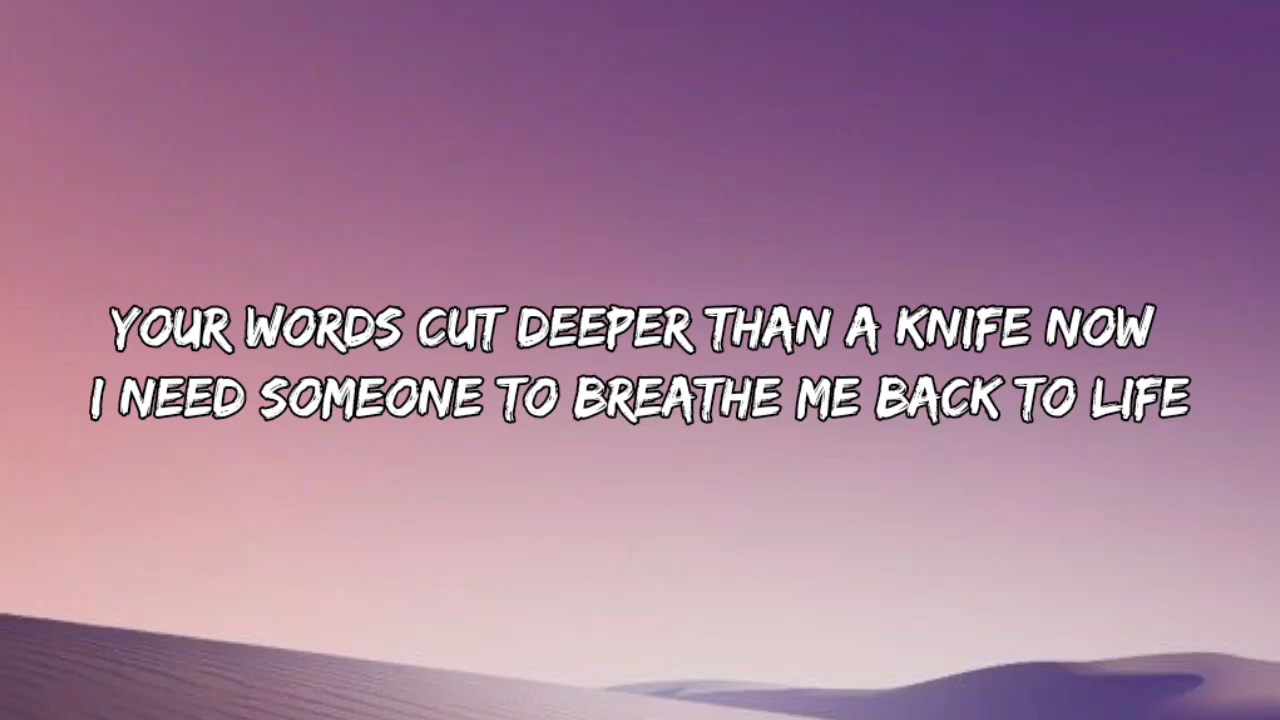 YOUR WORDS CUT DEEPER THAN A KNIFE NOW
I NEED SOMEONE TO BREATHE ME BACK TO LIFE